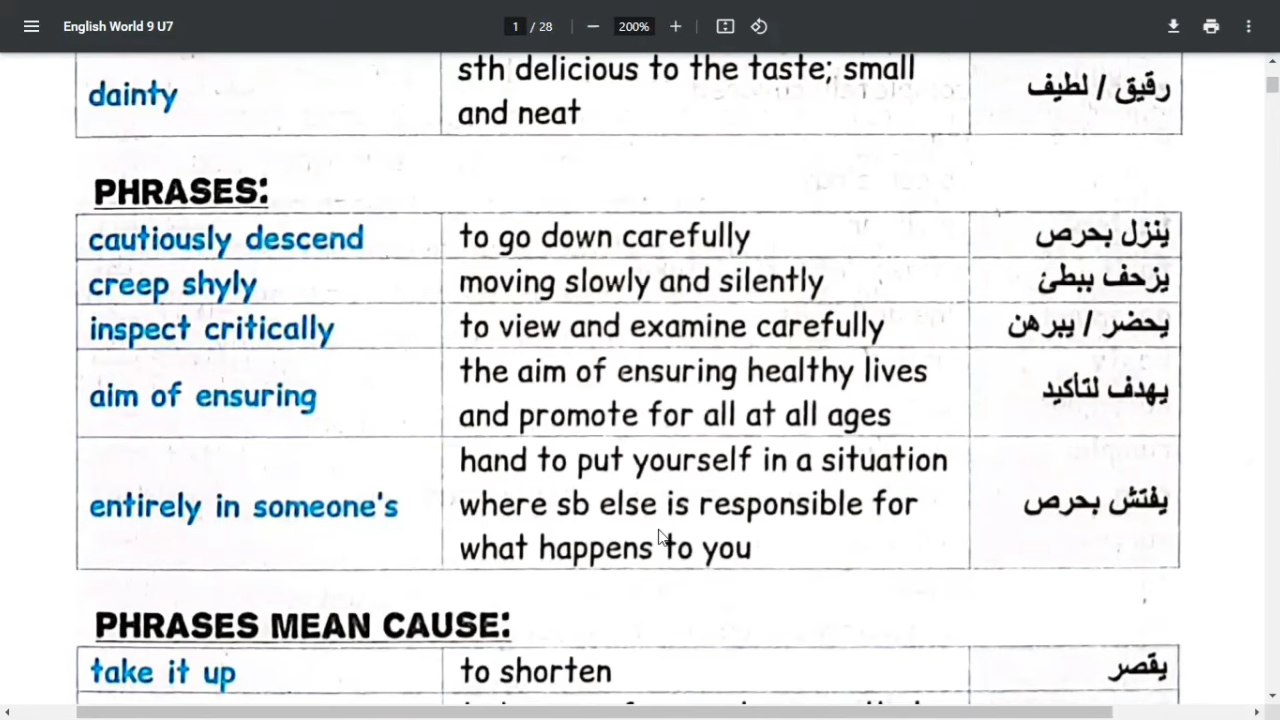 English World 9 U7
1 / 28
200%
dainty
sth delicious to the taste; small
and neat
رقيق / لطيف
PHRASES:
cautiously descend
to go down carefully
ينزل بحرص
creep shyly
moving slowly and silently
يزحف ببطئ
inspect critically
to view and examine carefully
يحضر / يبرهن
aim of ensuring
the aim of ensuring healthy lives
and promote for all at all ages
يهدف لتأكيد
entirely in someone's
hand to put yourself in a situation
where sb else is responsible for
what happens to you
يفتش بحرص
PHRASES MEAN CAUSE:
take it up
to shorten
يقصر